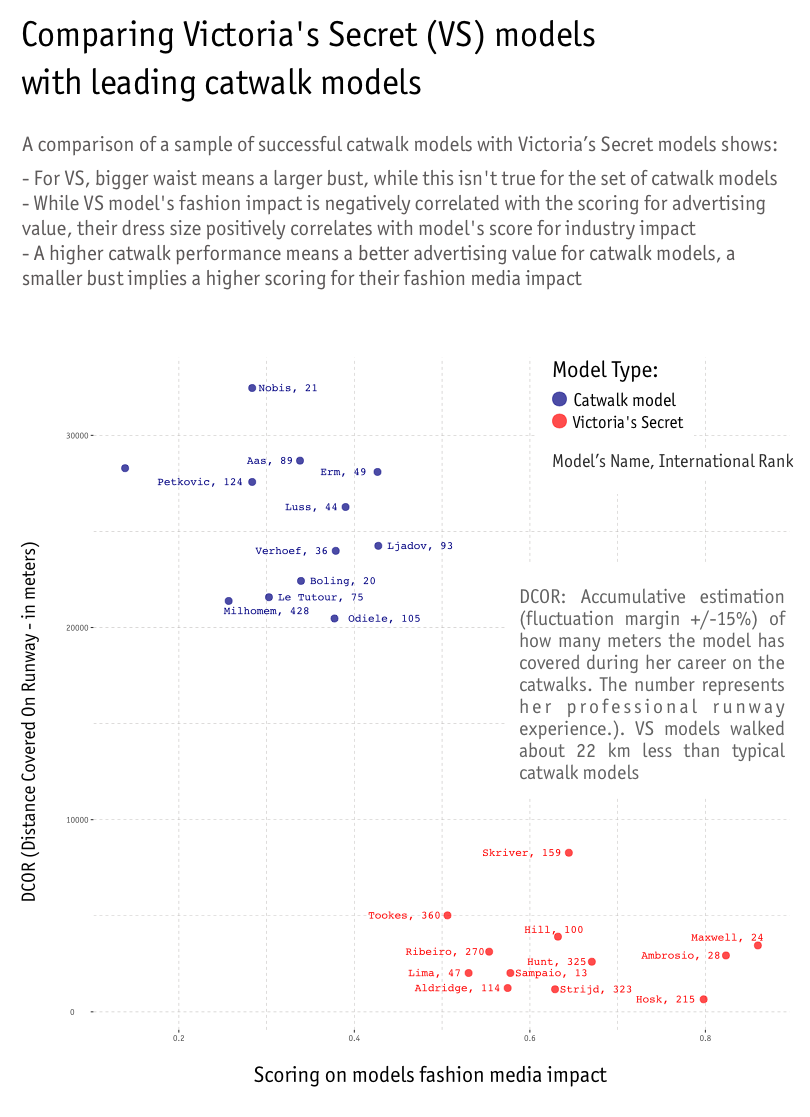 Comparing Victoria's Secret (VS) models
with leading catwalk models
A comparison of a sample of successful catwalk models with Victoria’s Secret models shows:
- For VS, bigger waist means a larger bust, while this isn't true for the set of catwalk models
- While VS model's fashion impact is negatively correlated with the scoring for advertising
value, their dress size positively correlates with model's score for industry impact
- A higher catwalk performance means a better advertising value for catwalk models, a
smaller bust implies a higher scoring for their fashion media impact
Model Type:
Catwalk model
Victoria's Secret
Model’s Name, International Rank
Nobis, 21
30000
Aas, 89
Erm, 49
Petkovic, 124
Luss, 44
Verhoef, 36
Ljadov, 93
Boling, 20
Le Tutour, 75
Milhomem, 428
Odiele, 105
20000
DCOR: Accumulative estimation
(fluctuation margin +/-15%) of
how many meters the model has
covered during her career on the
catwalks. The number represents
her professional runway
experience.). VS models walked
about 22 km less than typical
catwalk models
DCOR (Distance Covered On Runway - in meters)
10000
Skriver, 159
Tookes, 360
Hill, 100
Maxwell, 24
Ribeiro, 270
Ambrosio, 28
Hunt, 325
Lima, 47
Sampaio, 13
Aldridge, 114
Strijd, 323
Hosk, 215
0
0.2
0.4
0.6
0.8
Scoring on models fashion media impact